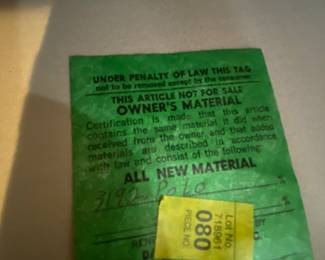 UNDER PENALTY OF LAW THIS TAG
not to be removed except by the consumer
THIS ARTICLE NOT FOR SALE
OWNER'S MATERIAL
Certification is made that this article
contains the same material it did when
received from the owner and that added
materials are described in accordance
with law and consist of the following:
ALL NEW MATERIAL
%
%
Lot No.
718961
080
PIECE NO.
BY
REN